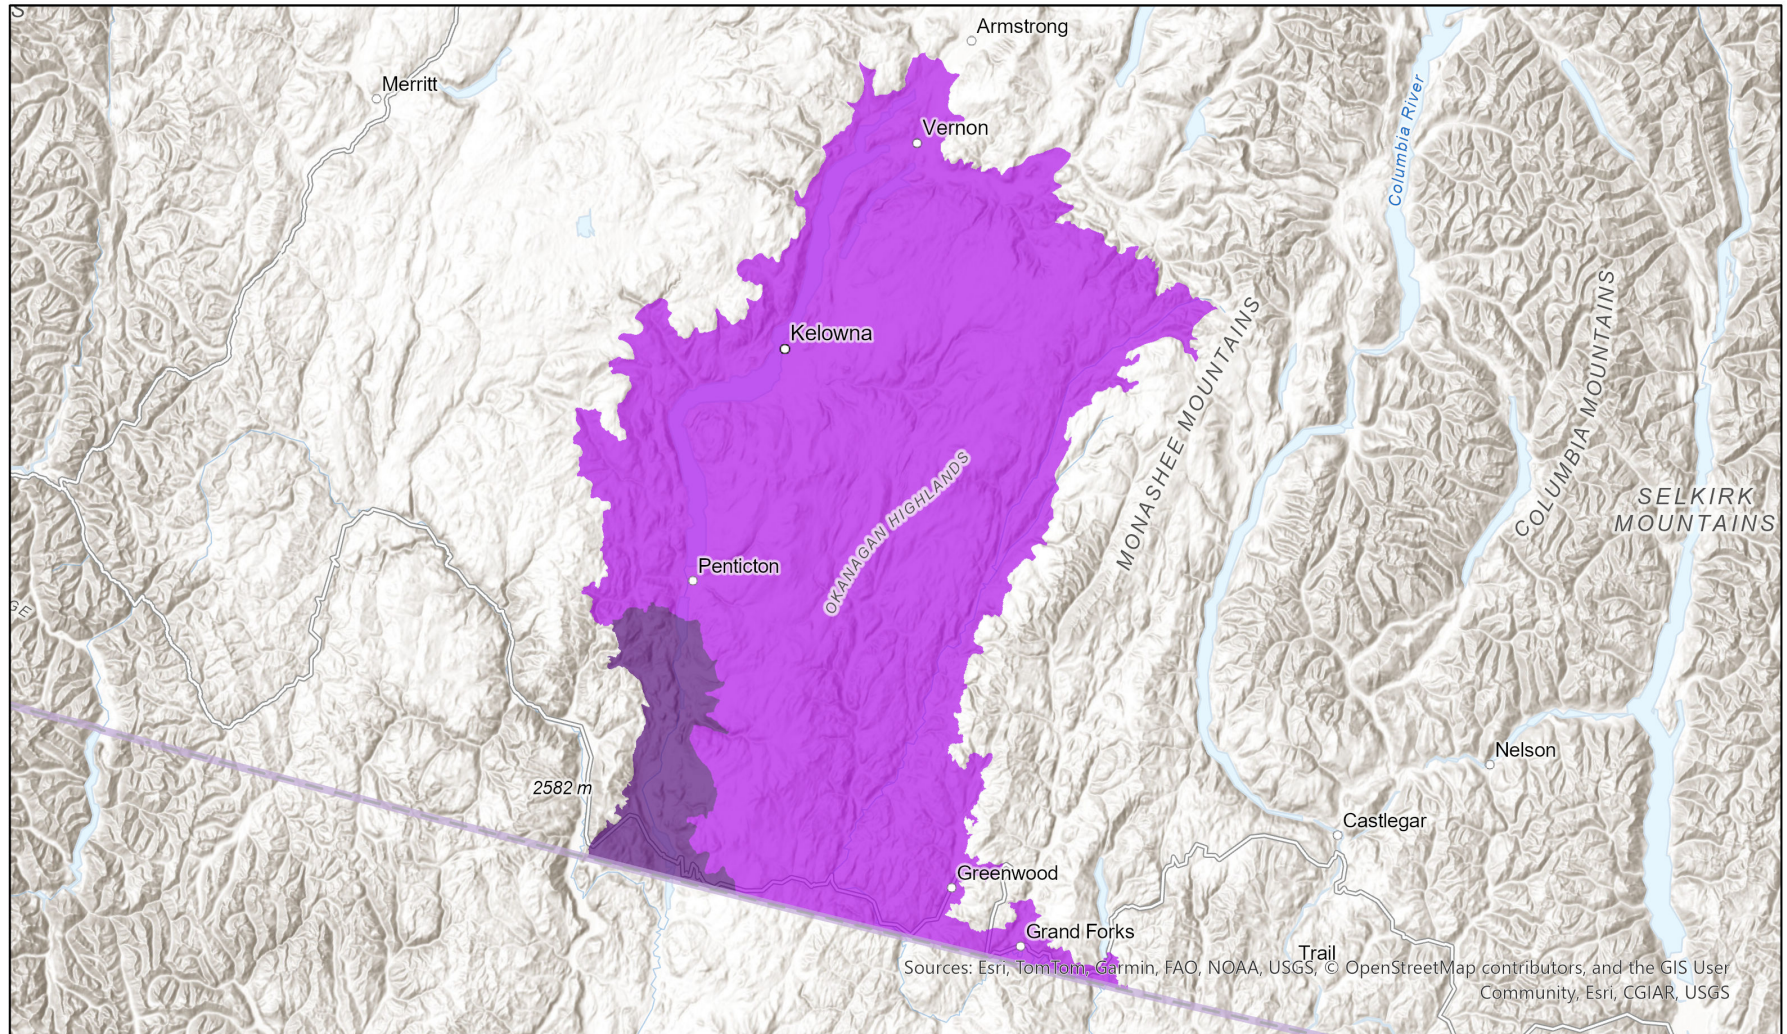 S
Armstrong
Merritt
Vernon
Columbia River
Kelowna
MONASHEE MOUNTAINS
COLUMBIA MOUNTAINS
OKANAGAN HIGHLANDS
SELKIRK
MOUNTAINS
Penticton
GE
Nelson
2582 m
Castlegar
Greenwood
Grand Forks
Trail
Sources: Esri, TomTom, Garmin, FAO, NOAA, USGS, © OpenStreetMap contributors, and the GIS User
Community, Esri, CGIAR, USGS